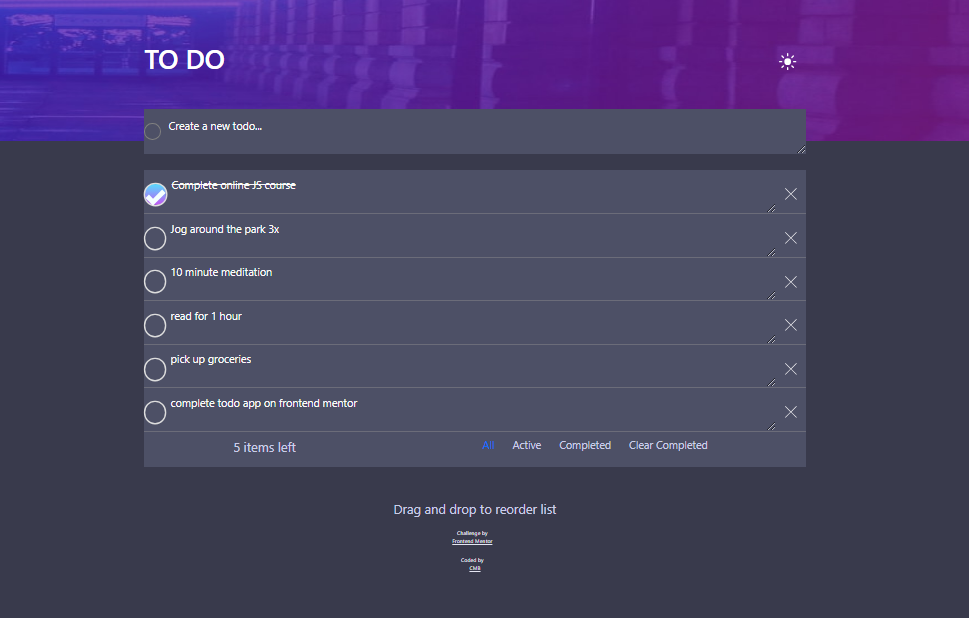 TO DO
Create a new todo...
Complete online JS course
Jog around the park 3x
10 minute meditation
read for 1 hour
pick up groceries
complete todo app on frontend mentor
5 items left All Active Completed Clear Completed
Drag and drop to reorder list
Challenge by
Frontend Mentor
Coded by
CMB